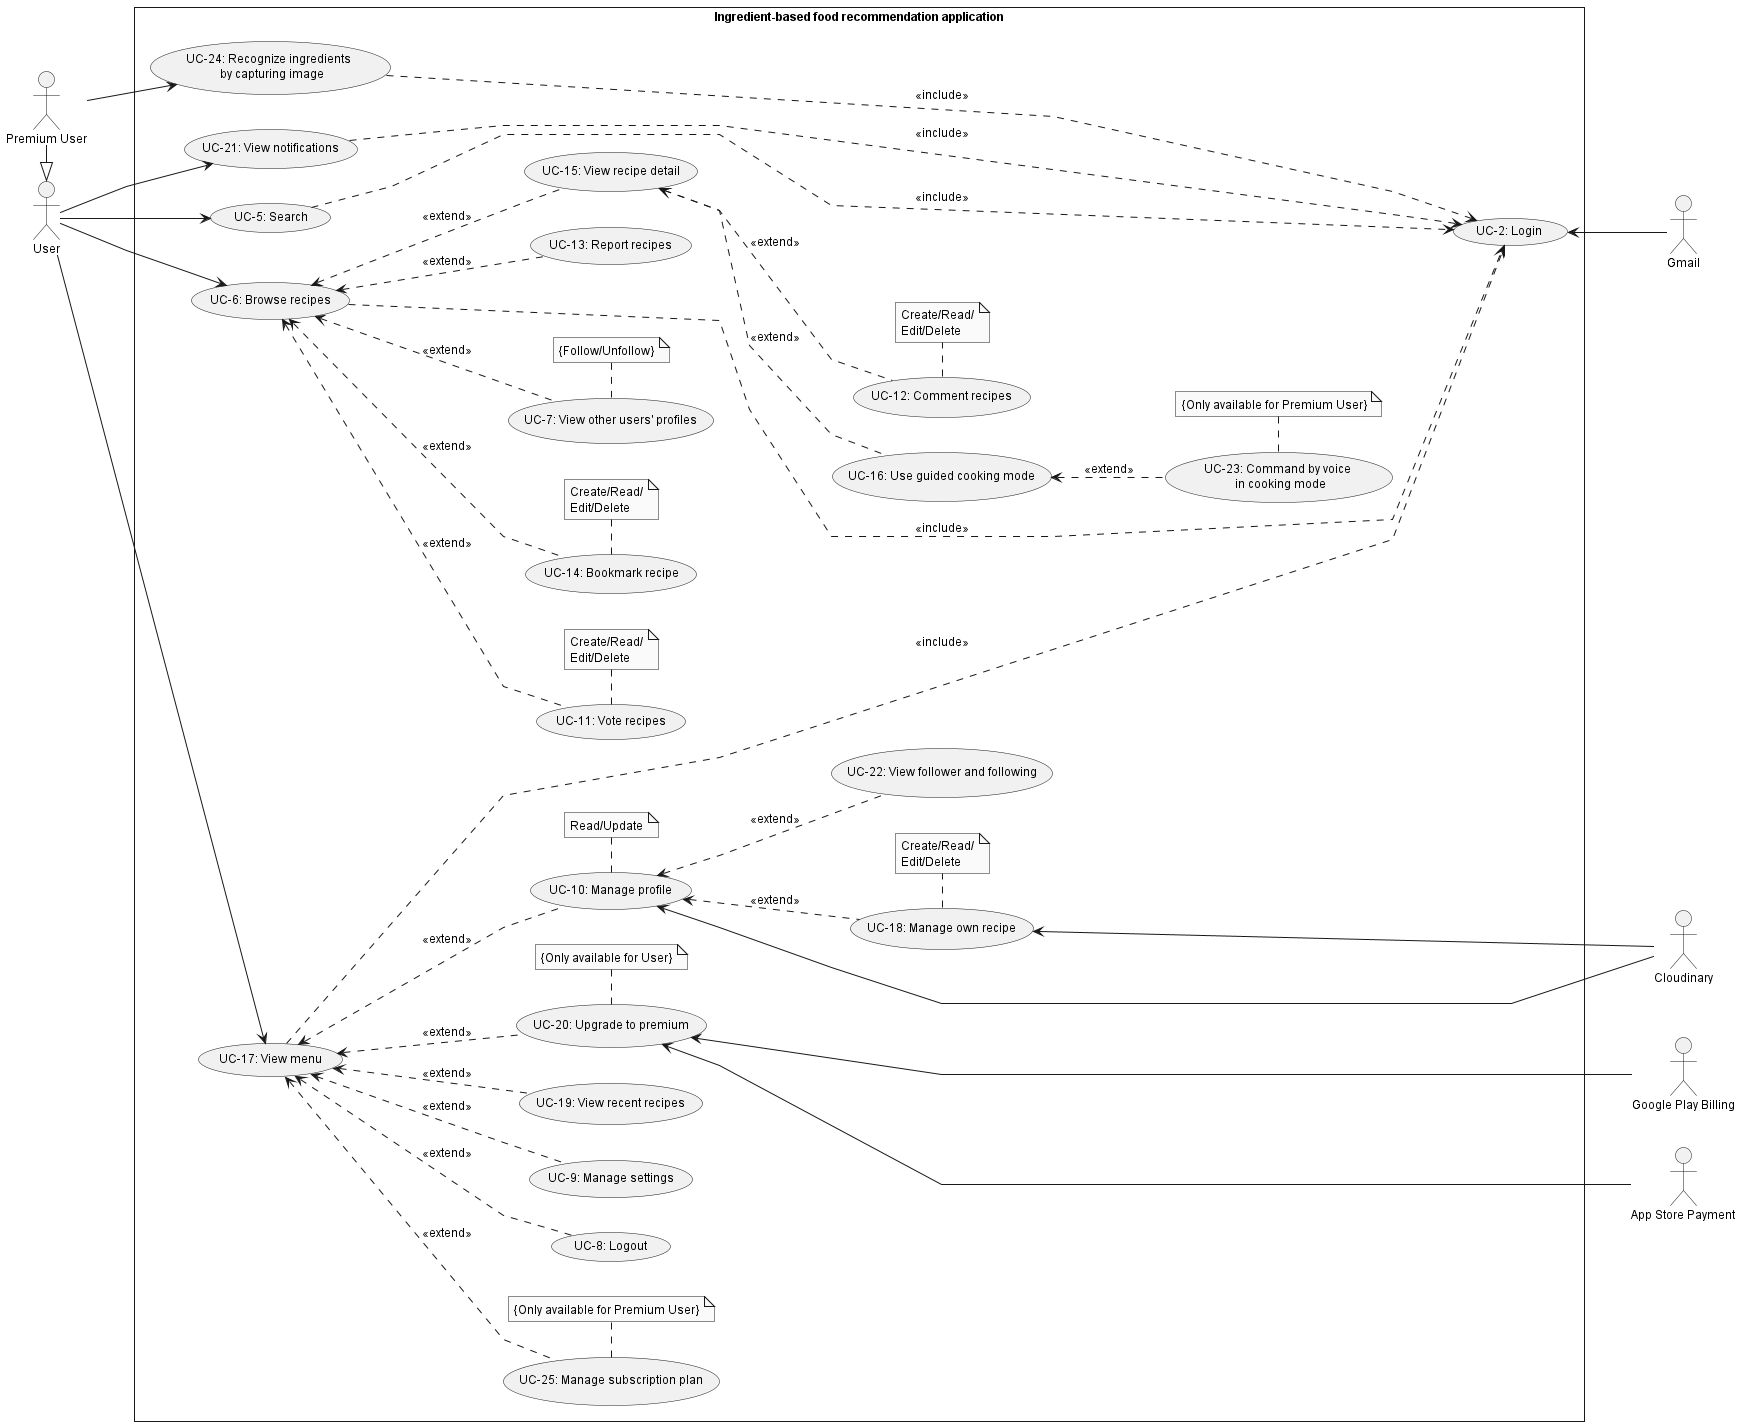 Ingredient-based food recommendation application
UC-24: Recognize ingredients
by capturing image
«include»
Premium User
UC-21: View notifications
«include»
UC-15: View recipe detail
«include»
UC-5: Search
«extend»
User
UC-13: Report recipes
«extend»
UC-2: Login
Gmail
«extend»
UC-6: Browse recipes
Create/Read/
Edit/Delete
«extend»
«extend»
{Follow/Unfollow}
UC-12: Comment recipes
{Only available for Premium User}
UC-7: View other users' profiles
«extend»
UC-16: Use guided cooking mode
«extend»
UC-23: Command by voice
in cooking mode
Create/Read/
Edit/Delete
«include»
«extend»
UC-14: Bookmark recipe
Create/Read/
Edit/Delete
«include»
UC-11: Vote recipes
UC-22: View follower and following
«extend»
Read/Update
Create/Read/
Edit/Delete
UC-10: Manage profile
«extend»
UC-18: Manage own recipe
«extend»
{Only available for User}
Cloudinary
UC-20: Upgrade to premium
«extend»
UC-17: View menu
«extend»
UC-19: View recent recipes
«extend»
Google Play Billing
«extend»
UC-9: Manage settings
App Store Payment
«extend»
UC-8: Logout
{Only available for Premium User}
UC-25: Manage subscription plan